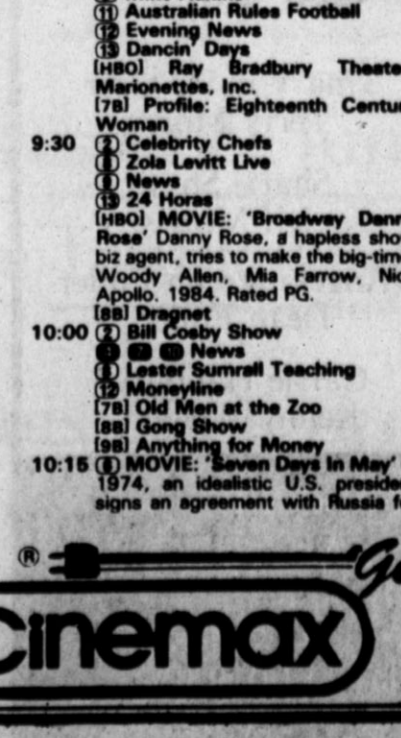 ⑪ Australian Rules Football
⑫ Evening News
⑬ Dancin' Days
[HBO] Ray Bradbury Theate
Marionettes, Inc.
[7B] Profile: Eighteenth Centu
Woman
9:30 ② Celebrity Chefs
Zola Levitt Live
News
⑬ 24 Horas
[HBO] MOVIE: 'Broadway Dann
Rose' Danny Rose, a hapless sho
biz agent, tries to make the big-tim
Woody Allen, Mia Farrow, Nic
Apollo. 1984. Rated PG.
[8B] Dragnet
10:00 ② Bill Cosby Show
News
Lester Sumrall Teaching
⑫ Moneyline
[7B] Old Men at the Zoo
[8B] Gong Show
[9B] Anything for Money
10:15 MOVIE: 'Seven Days In May'
1974, an idealistic U.S. preside
signs an agreement with Russia f
® 
cinemax